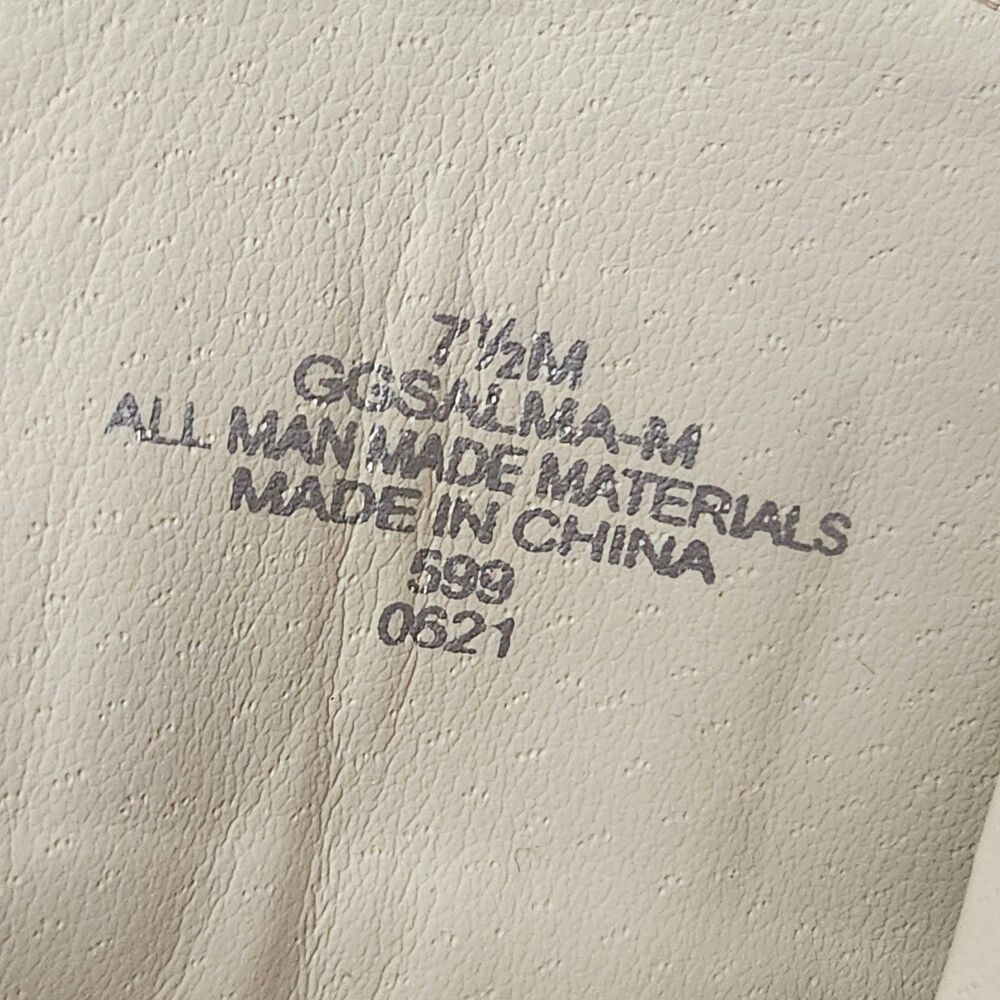 7½M
GGSALMA-M
ALL MAN MADE MATERIALS
MADE IN CHINA
599
0621